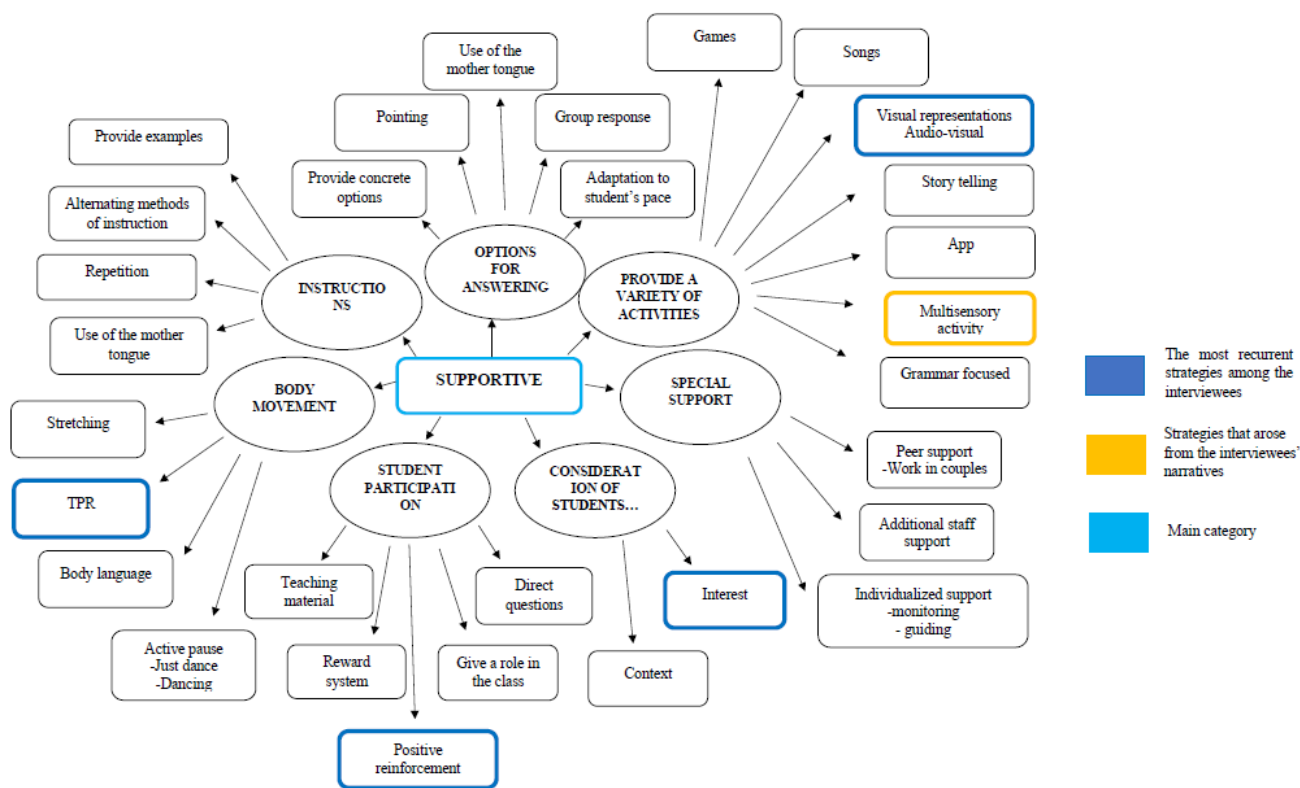 Games
Songs
Use of the
mother tongue
Visual representations
Audio-visual
Pointing
Group response
Provide examples
Story telling
Provide concrete
options
Adaptation to
student's pace
Alternating methods
of instruction
App
OPTIONS
FOR
ANSWERING
Repetition
INSTRUCTIO
NS
PROVIDE A
VARIETY OF
ACTIVITIES
Multisensory
activity
Use of the
mother tongue
Grammar focused
SUPPORTIVE
BODY
MOVEMENT
SPECIAL
SUPPORT
Stretching
Peer support
-Work in couples
STUDENT
PARTICIPATI
ON
CONSIDERAT
ION OF
STUDENTS...
TPR
Additional staff
support
Body language
Teaching
material
Direct
questions
Interest
Individualized support
-monitoring
- guiding
Active pause
-Just dance
-Dancing
Reward
system
Give a role in
the class
Context
Positive
reinforcement
The most recurrent
strategies among the
interviewees
Strategies that arose
from the interviewees'
narratives
Main category